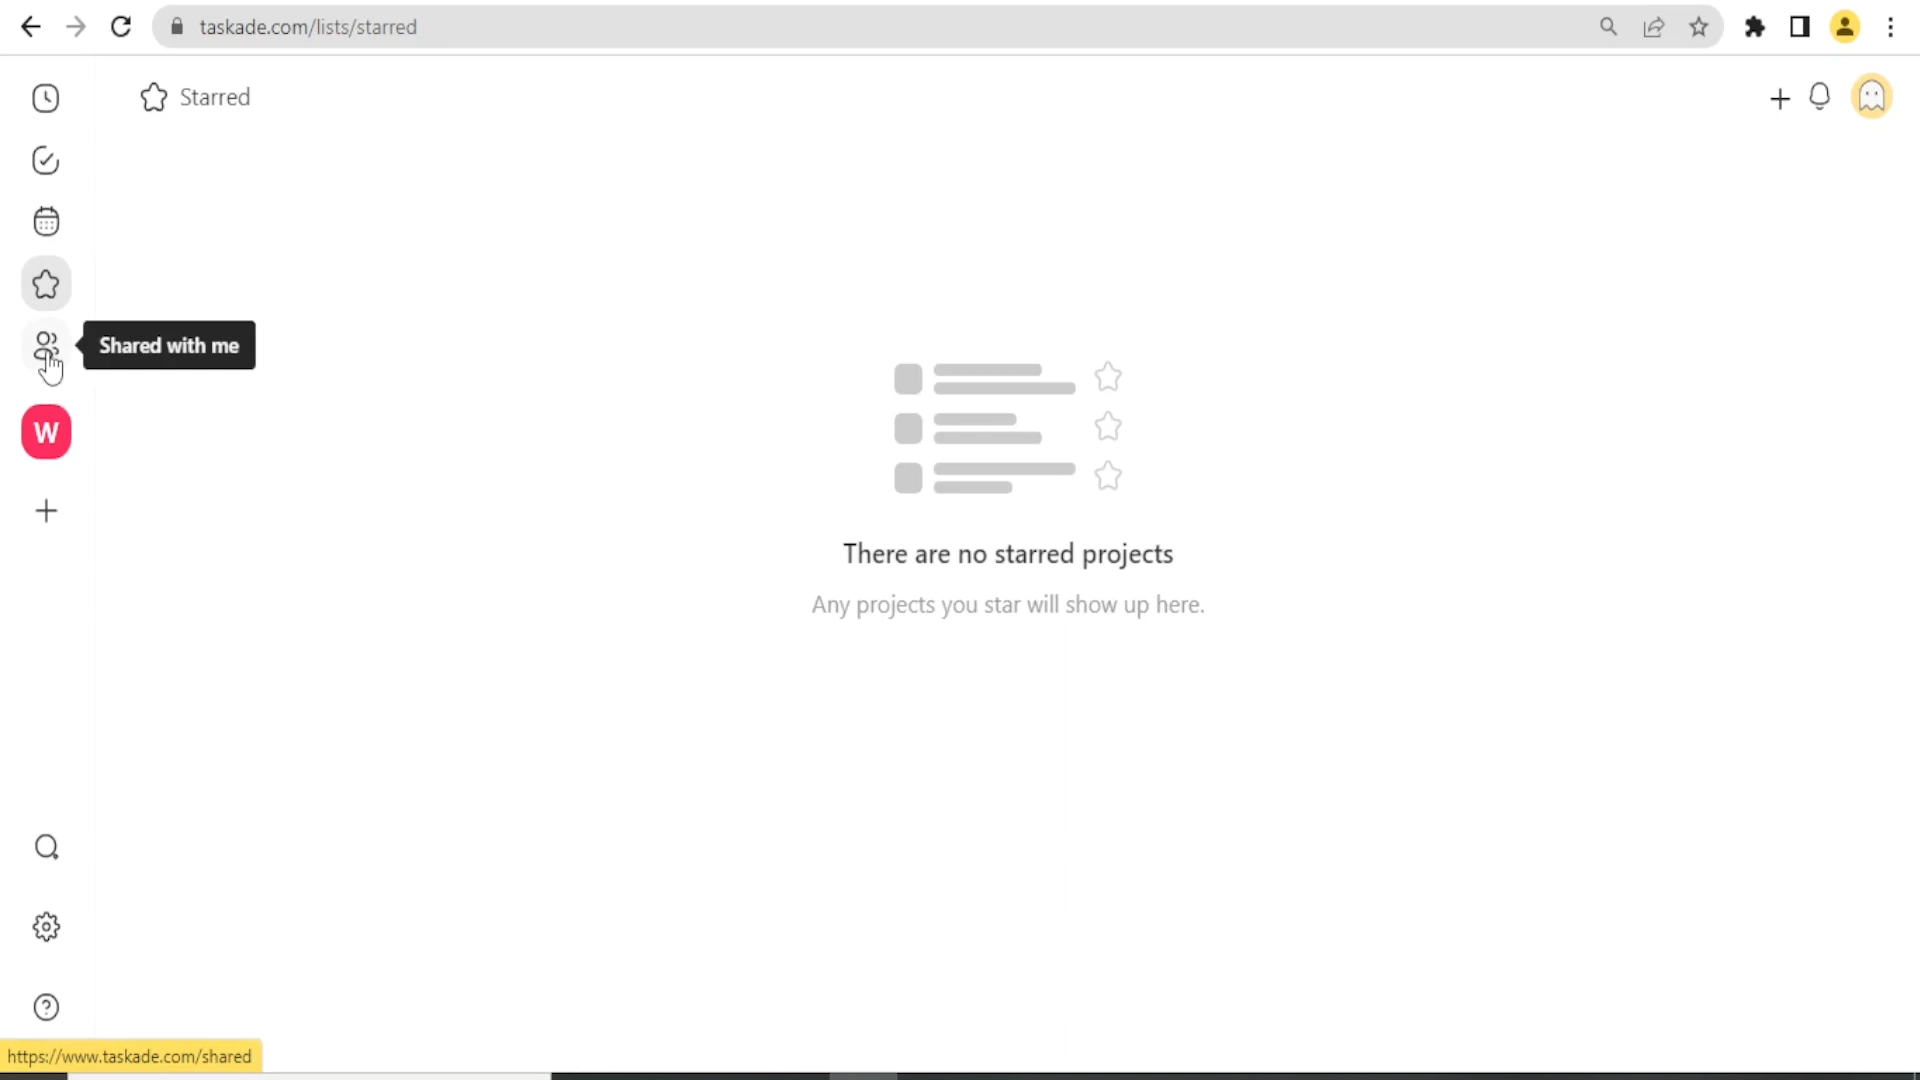 taskade.com/lists/starred
Starred
Shared with me
W
There are no starred projects
Any projects you star will show up here.
https://www.taskade.com/shared